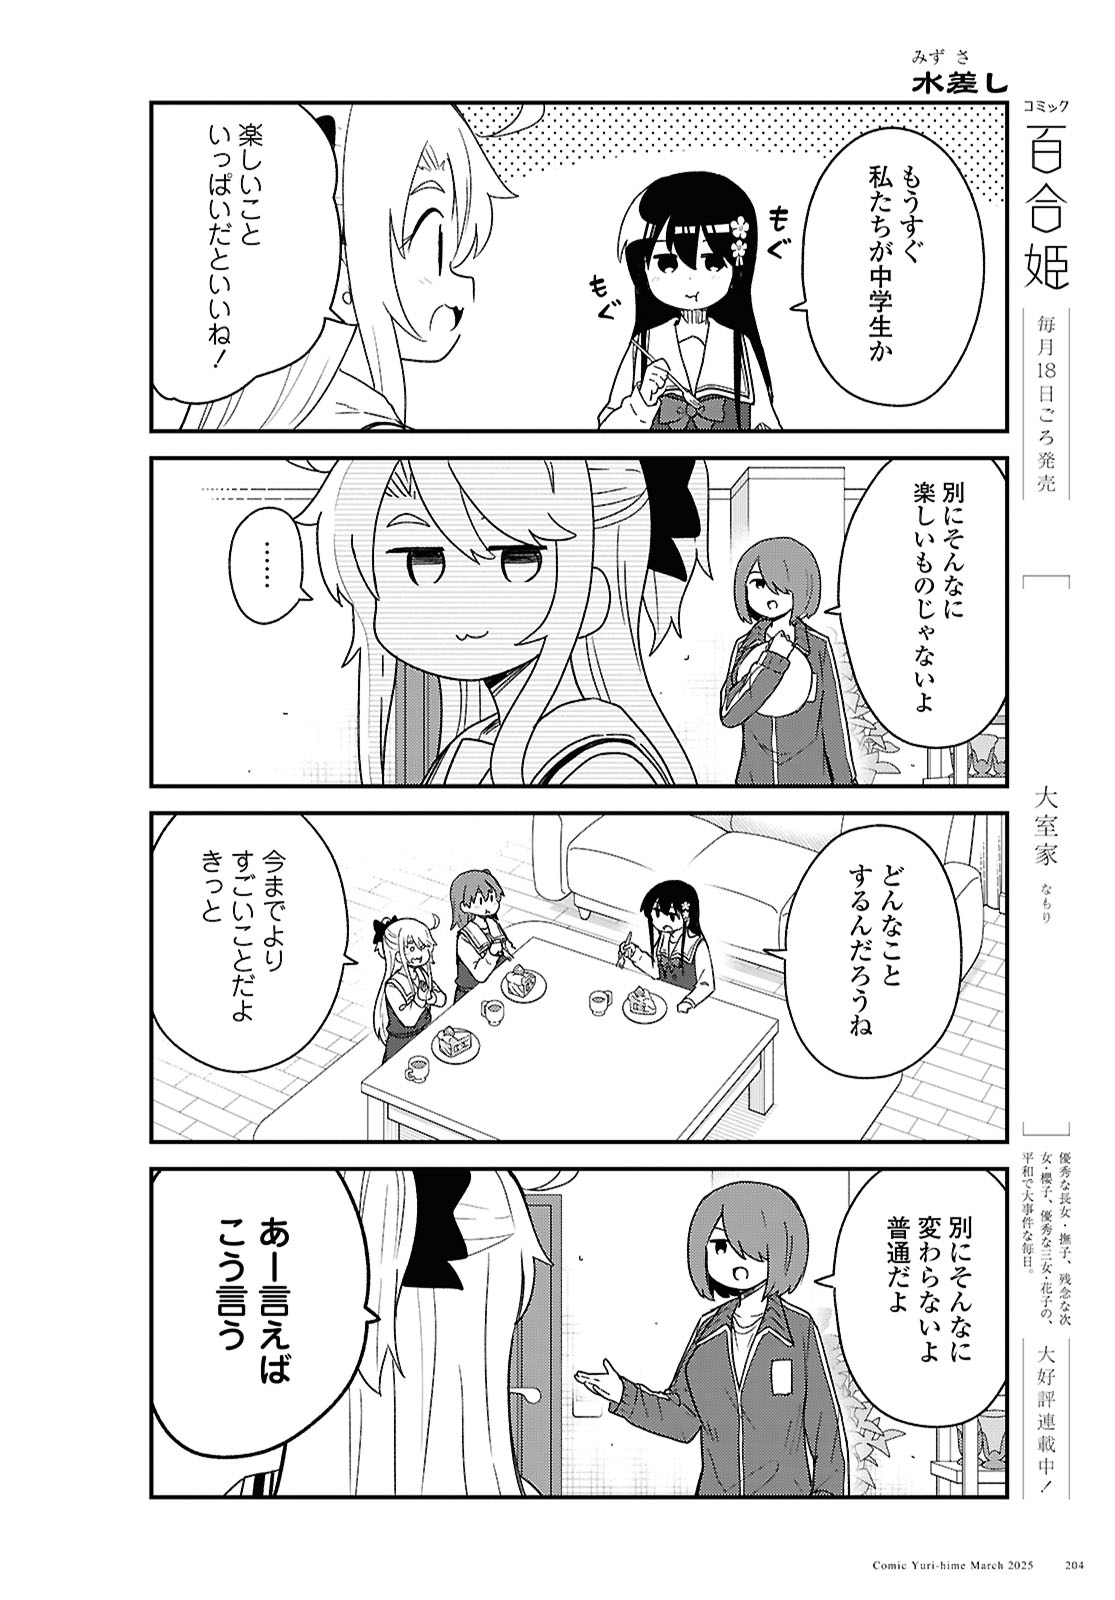 みずさ
水差し
もうすぐ
私たちが中学生か
もぐ
もぐ
楽しいこと
いっぱいだといいね！
別にそんなに
楽しいものじゃないよ
……
どんなこと
するんだろうね
今までより
すごいことだよ
きっと
別にそんなに
変わらないよ
普通だよ
あー言えば
こう言う
コミック
百合姫
毎月18日ごろ発売
大室家
なもり
優秀な長女・撫子、残念な次
女・櫻子、優秀な三女・花子の、
平和で大事件な毎日。
大好評連載中！
Comic Yuri-hime March 2025
204